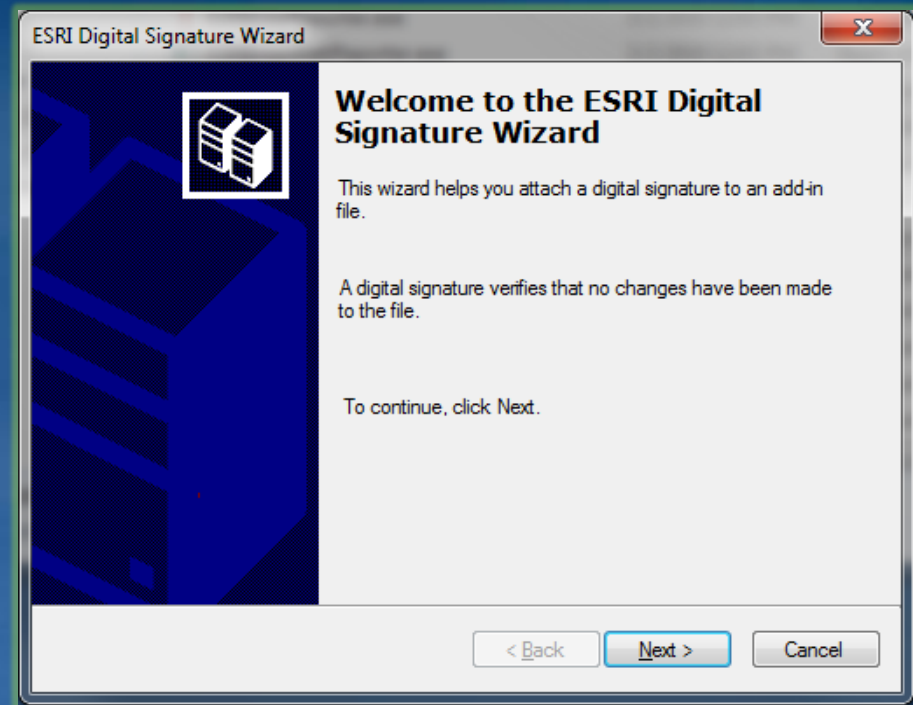 ESRI Digital Signature Wizard
Welcome to the ESRI Digital
Signature Wizard
This wizard helps you attach a digital signature to an add-in
file.
A digital signature verifies that no changes have been made
to the file.
To continue, click Next.
< Back
Next >
Cancel